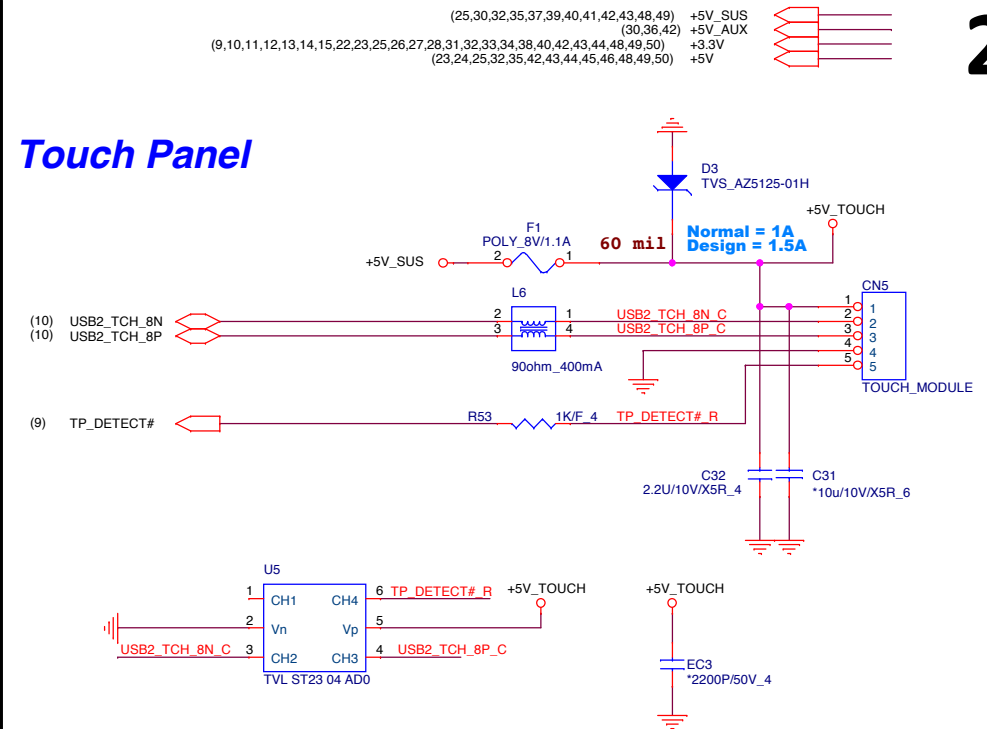 (25,30,32,35,37,39,40,41,42,43,48,49) +5V_SUS
(30,36,42) +5V_AUX
(9,10,11,12,13,14,15,22,23,25,26,27,28,31,32,33,34,38,40,42,43,44,48,49,50) +3.3V
(23,24,25,32,35,42,43,44,45,46,48,49,50) +5V
2
Touch Panel
D3
TVS_AZ5125-01H
+5V_TOUCH
F1
POLY_8V/1.1A
60 mil
Normal = 1A
Design = 1.5A
+5V_SUS
2 1
CN5
L6
(10) USB2_TCH_8N
2 1
USB2_TCH_8N_C
(10) USB2_TCH_8P
3 4
USB2_TCH_8P_C
90ohm_400mA
1 1
2 2
3 3
4 4
5 5
TOUCH_MODULE
(9) TP_DETECT#
R53
1K/F_4
TP_DETECT#_R
C32
2.2U/10V/X5R_4
C31
*10u/10V/X5R_6
U5
1 CH1 CH4 6 TP_DETECT#_R
+5V_TOUCH
2 Vn Vp 5
USB2_TCH_8N_C 3 CH2 CH3 4 USB2_TCH_8P_C
TVL ST23 04 AD0
+5V_TOUCH
EC3
*2200P/50V_4